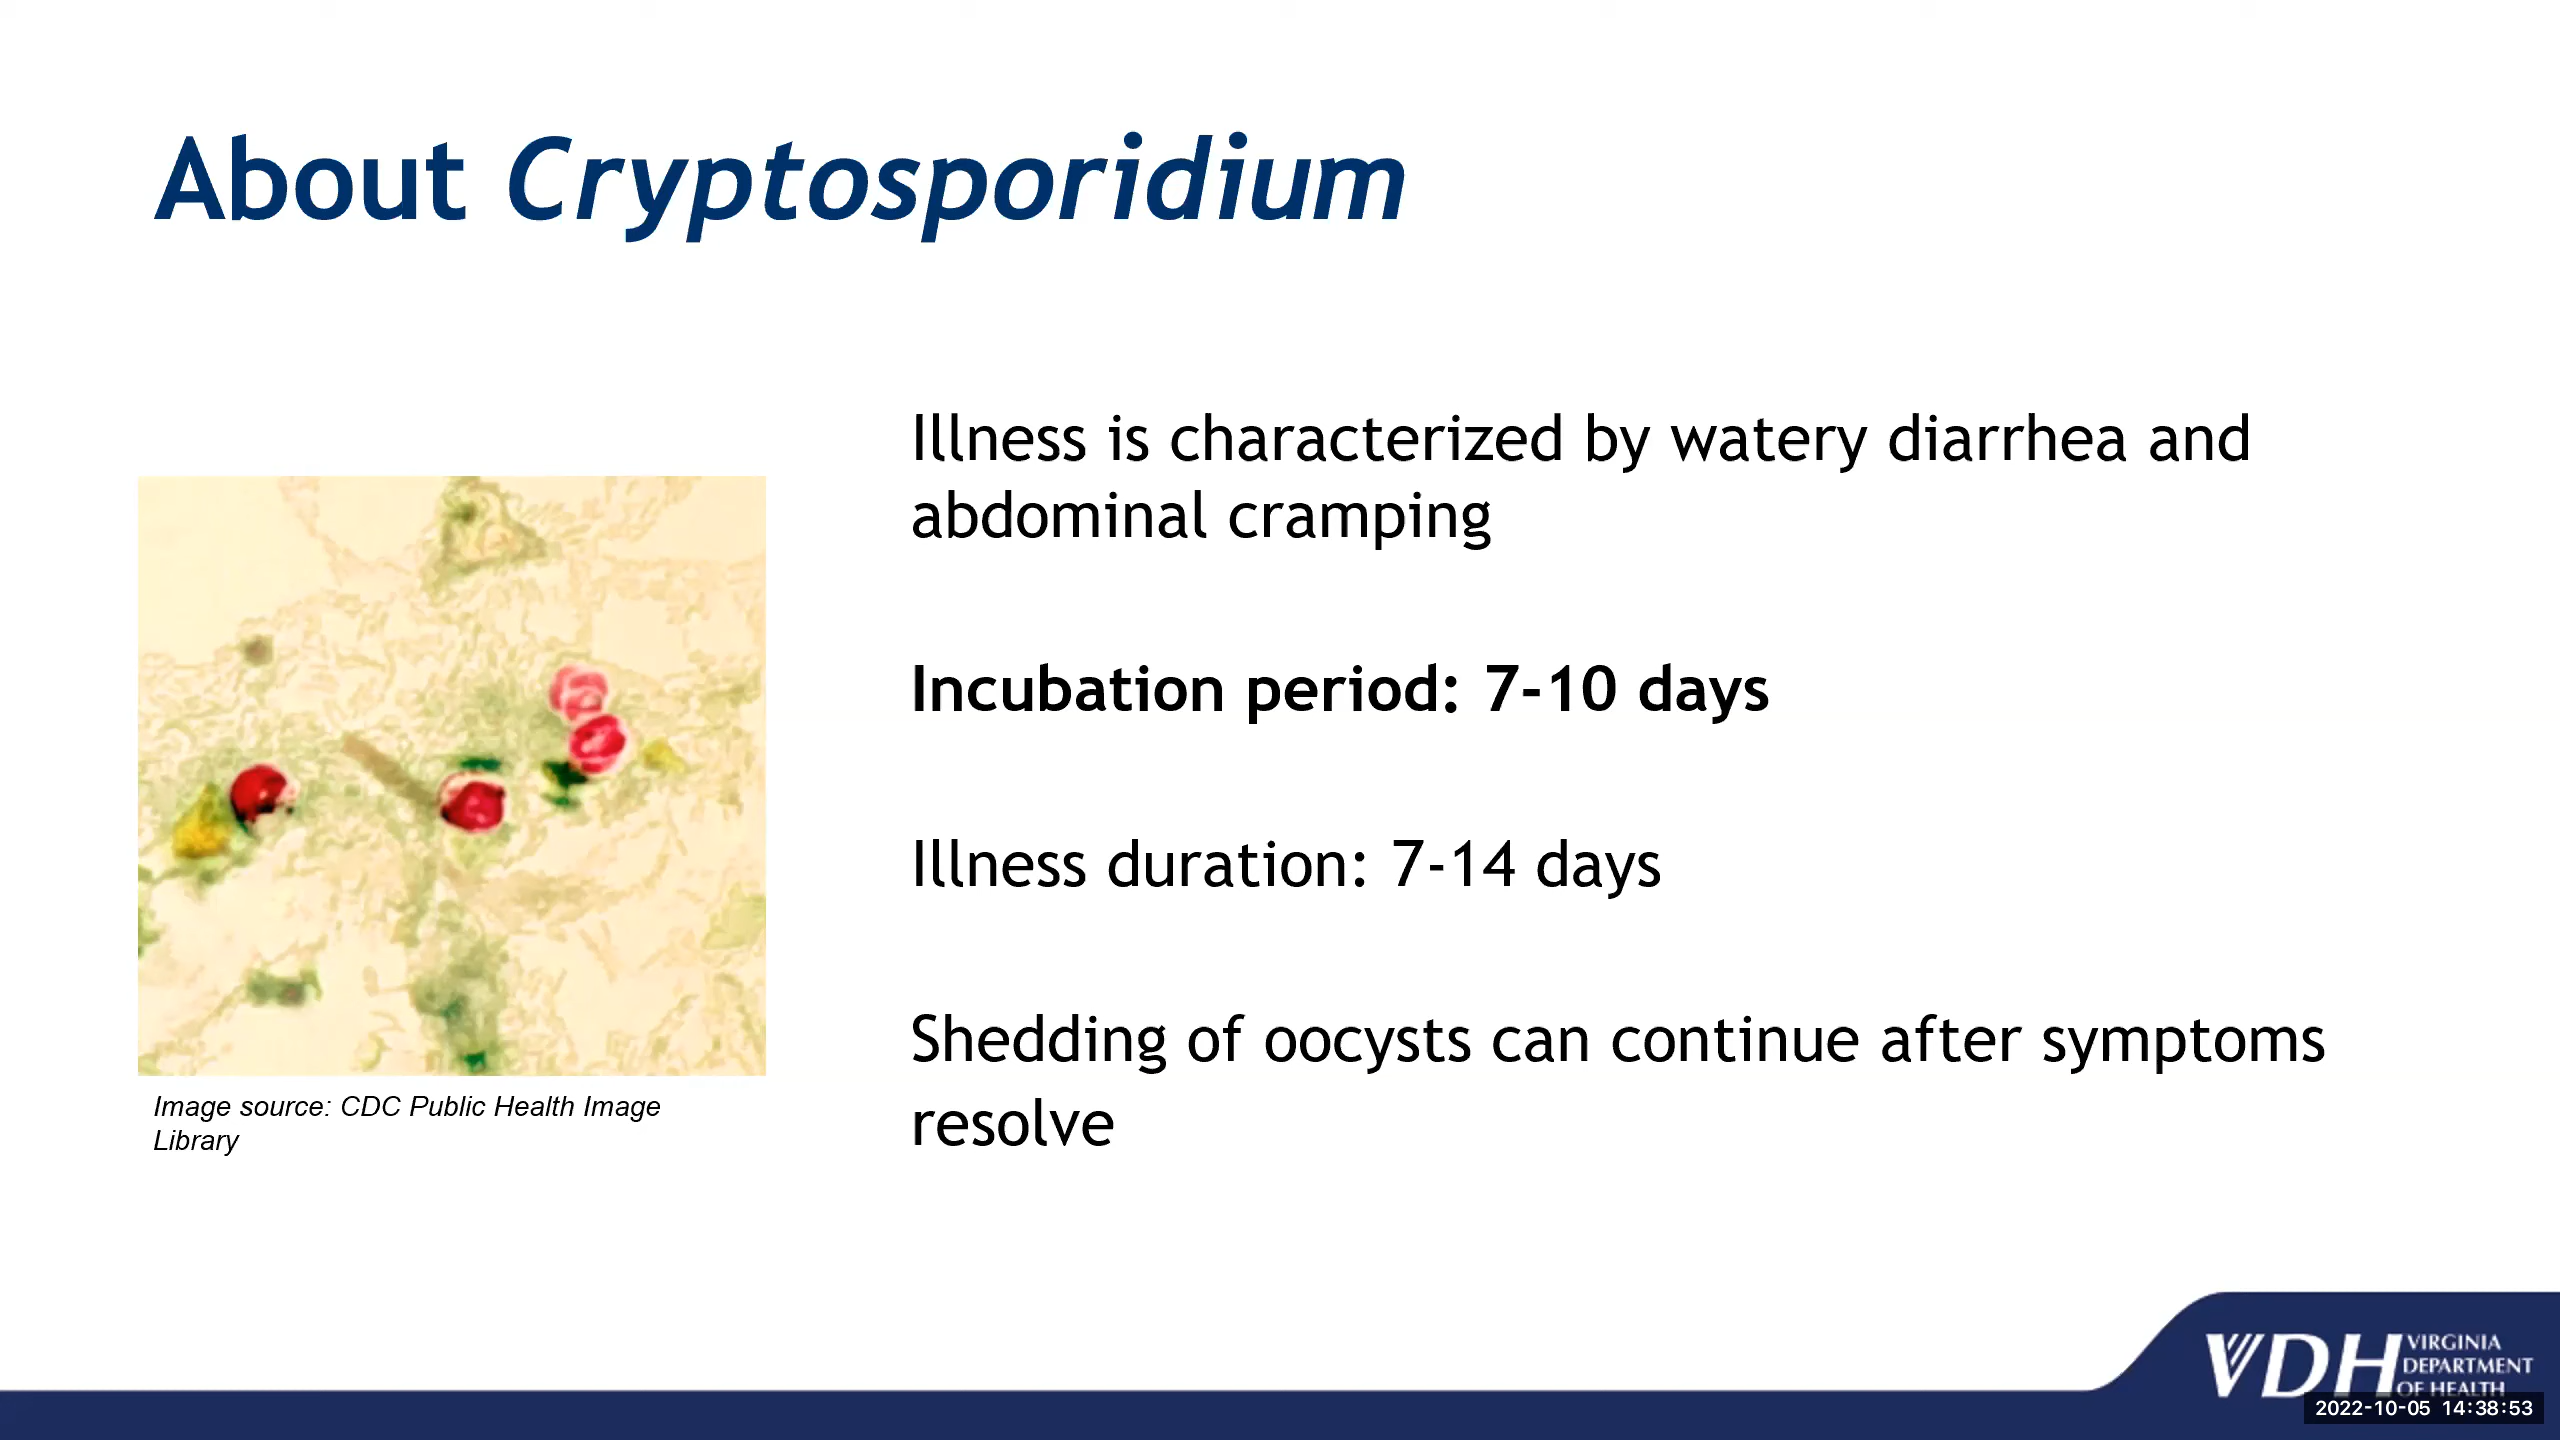 About Cryptosporidium
Illness is characterized by watery diarrhea and
abdominal cramping
Incubation period: 7-10 days
Illness duration: 7-14 days
Shedding of oocysts can continue after symptoms
resolve
Image source: CDC Public Health Image
Library
VDH VIRGINIA
DEPARTMENT
OF HEALTH
2022-10-05 14:38:53